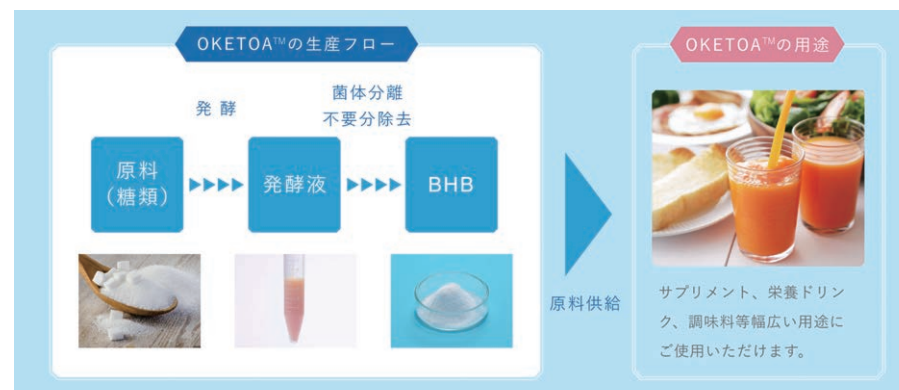 OKETOA™の生産フロー
発酵
菌体分離
不要分除去
原料
(糖類)
発酵液
BHB
原料供給
OKETOA™の用途
サプリメント、栄養ドリン
ク、調味料等幅広い用途に
ご使用いただけます。